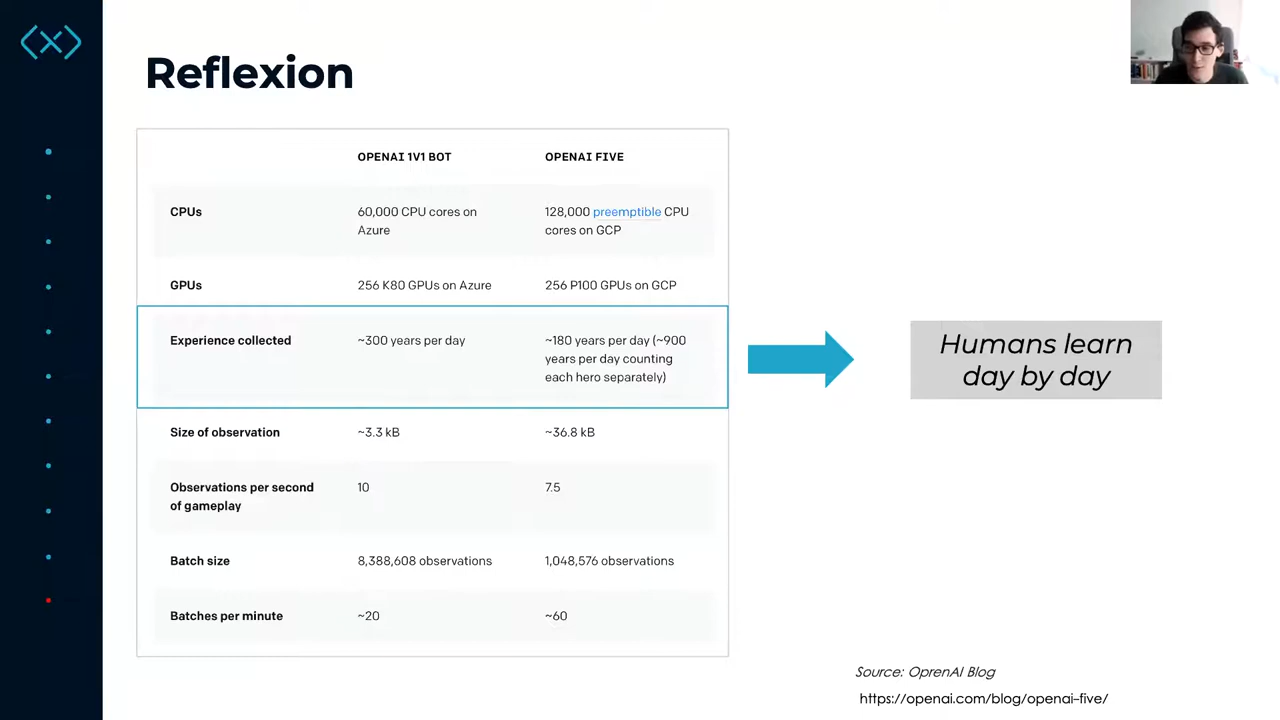 Reflexion
OPENAI 1V1 BOT OPENAI FIVE
CPUs 60,000 CPU cores on 128,000 preemptible CPU
Azure cores on GCP
GPUs 256 K80 GPUs on Azure 256 P100 GPUs on GCP
Experience collected ~300 years per day ~180 years per day (~900
years per day counting
each hero separately)
Size of observation ~3.3 kB ~36.8 kB
Observations per second 10 7.5
of gameplay
Batch size 8,388,608 observations 1,048,576 observations
Batches per minute ~20 ~60
Humans learn
day by day
Source: OprenAI Blog
https://openai.com/blog/openai-five/